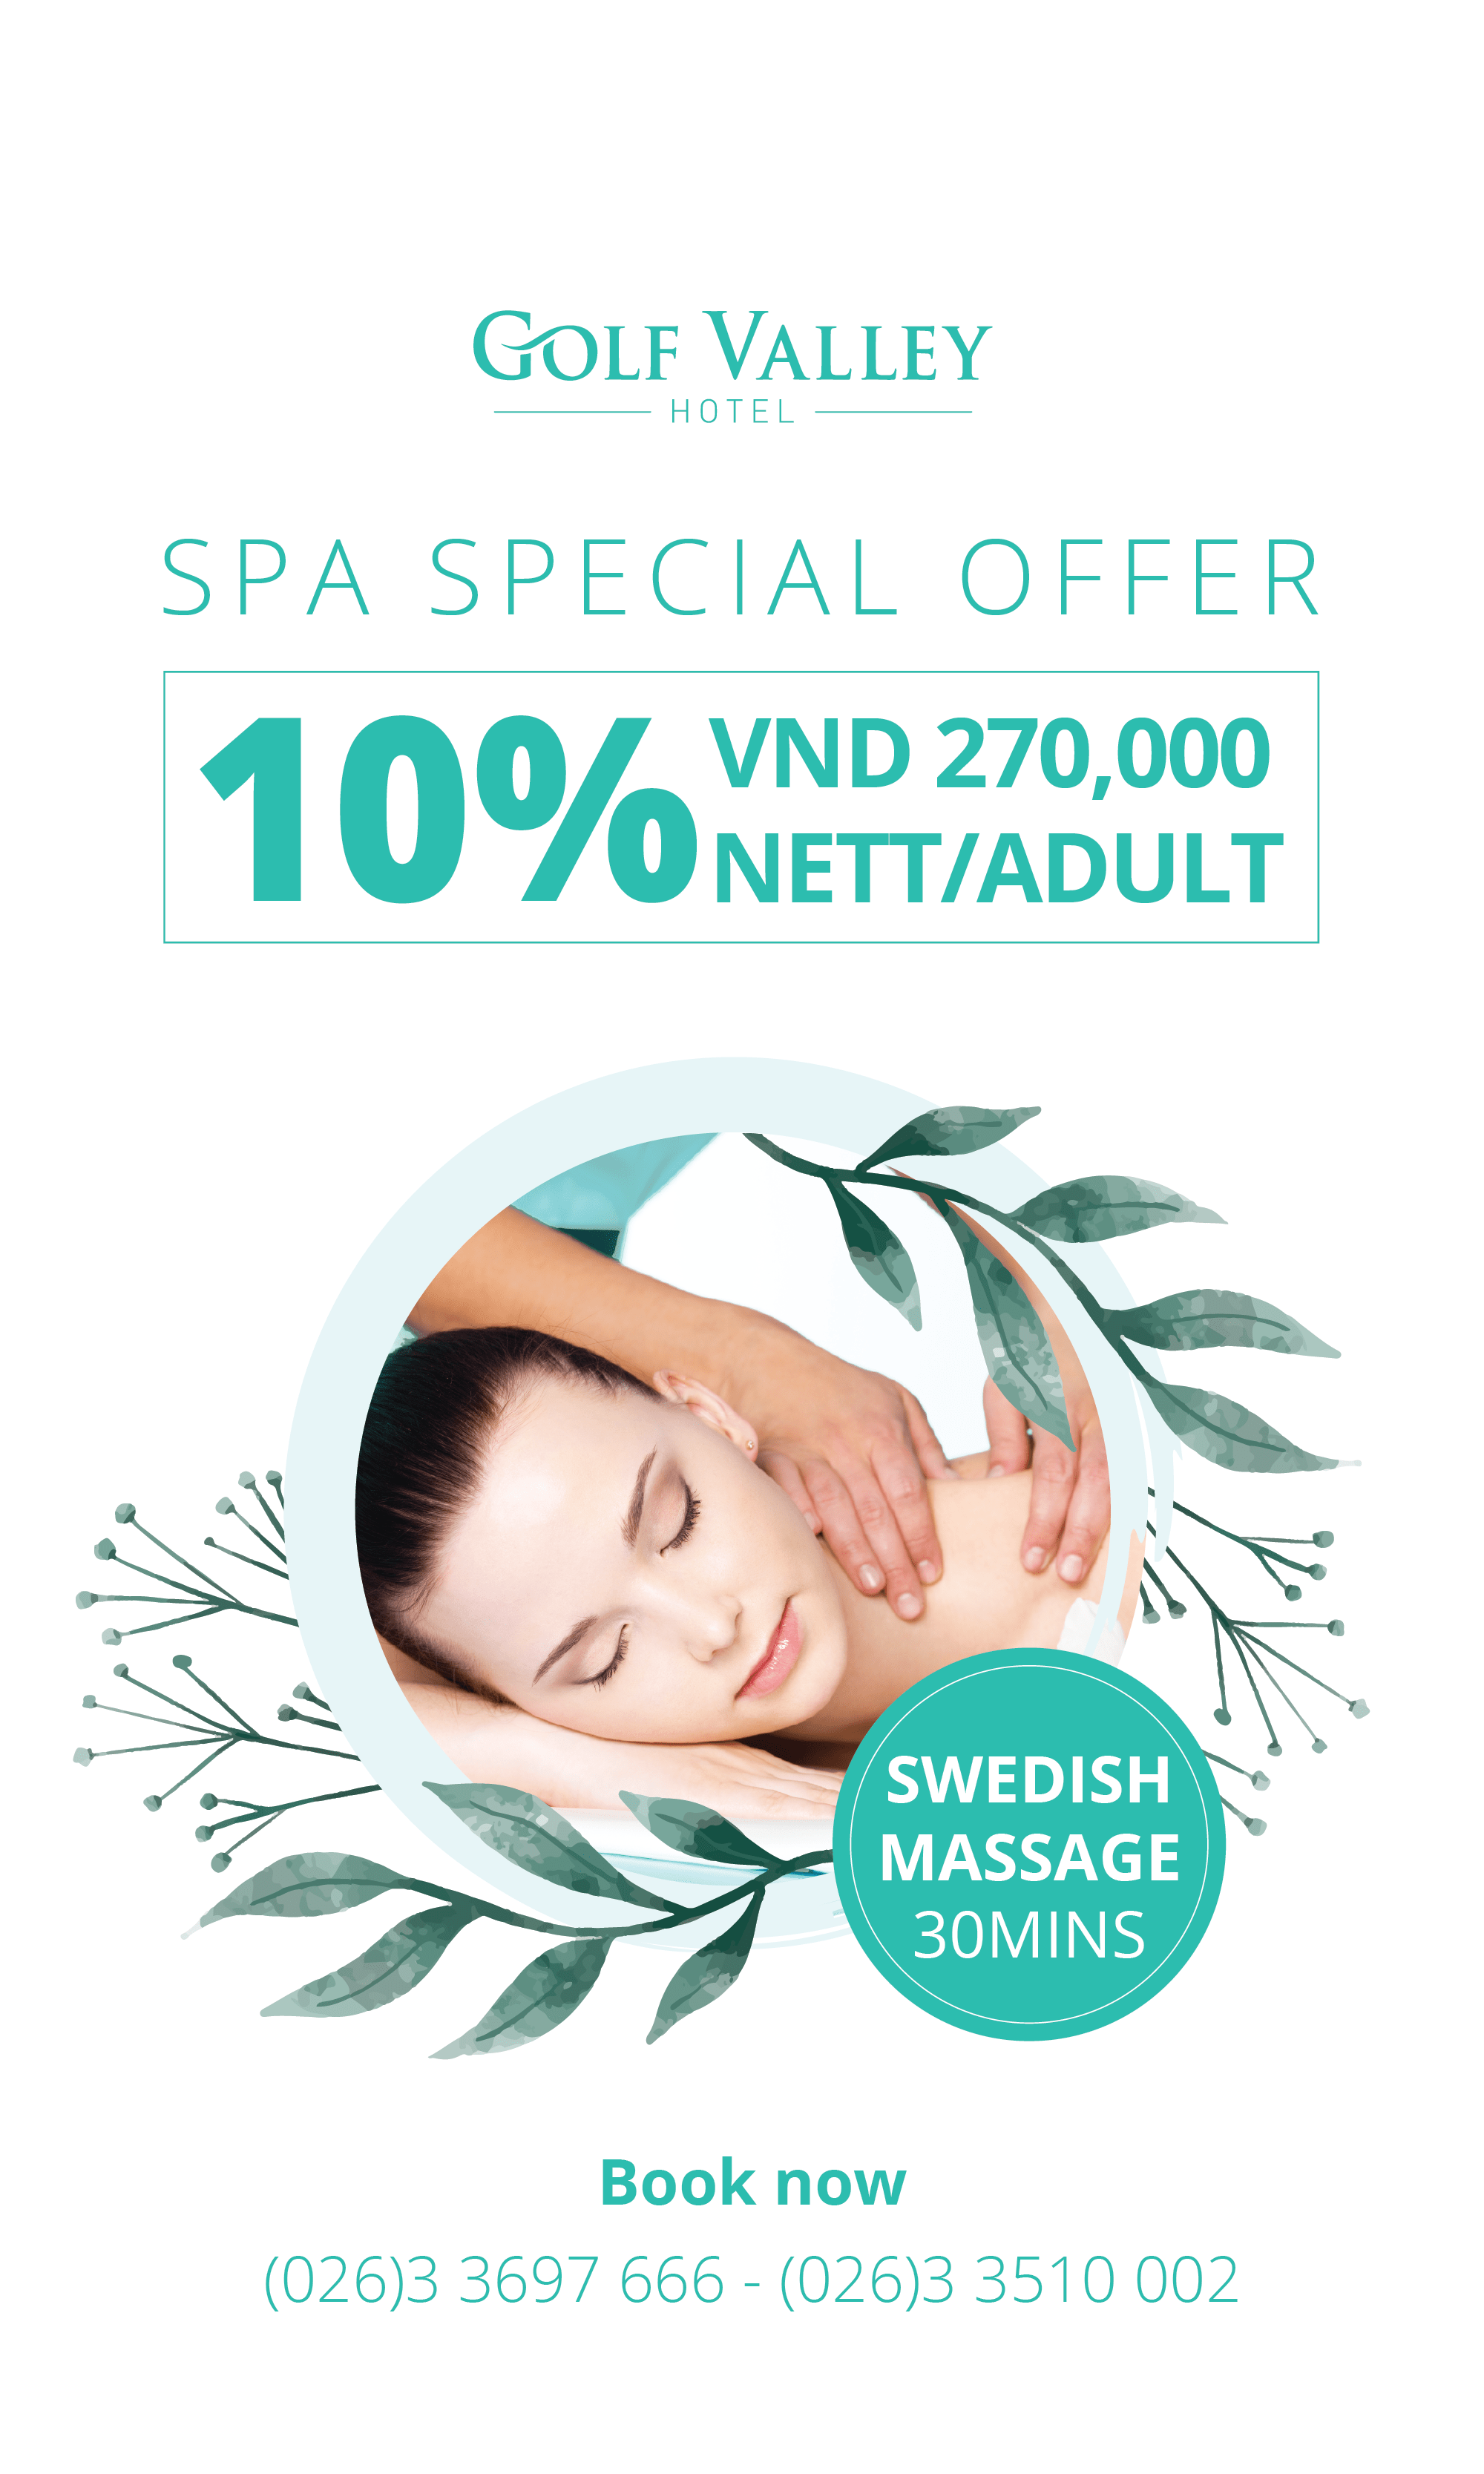 GOLF VALLEY
HOTEL
SPA SPECIAL OFFER
10%
VND 270,000
NETT/ADULT
SWEDISH
MASSAGE
30MINS
Book now
(026)3 3697 666 - (026)3 3510 002